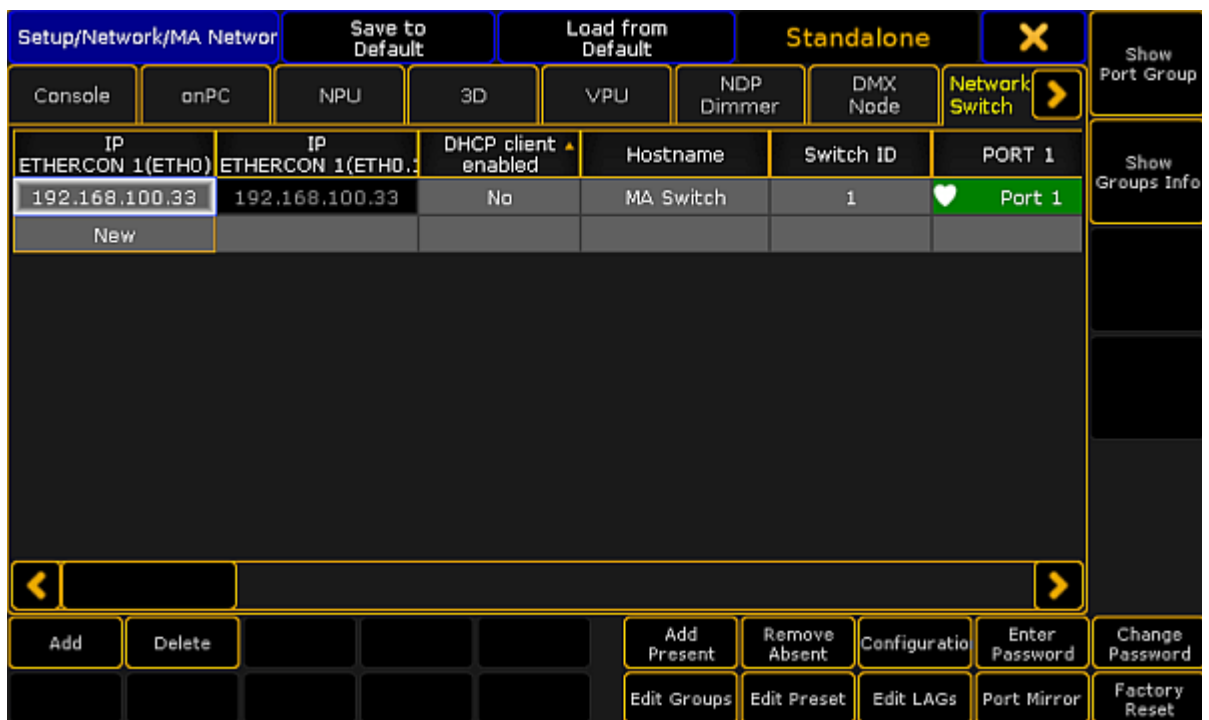 Setup/Network/MA Networ
Save to
Default
Load from
Default
Standalone
Show
Port Group
Console
onPC
NPU
3D
VPU
NDP
Dimmer
DMX
Node
Network
Switch
IP
ETHERCON 1(ETH0)
IP
ETHERCON 1(ETH0.
DHCP client
enabled
Hostname
Switch ID
PORT 1
Show
Groups Info
192.168.100.33
192.168.100.33
No
MA Switch
1
Port 1
New
Add
Delete
Add
Present
Remove
Absent
Configuratio
Enter
Password
Change
Password
Edit Groups
Edit Preset
Edit LAGs
Port Mirror
Factory
Reset